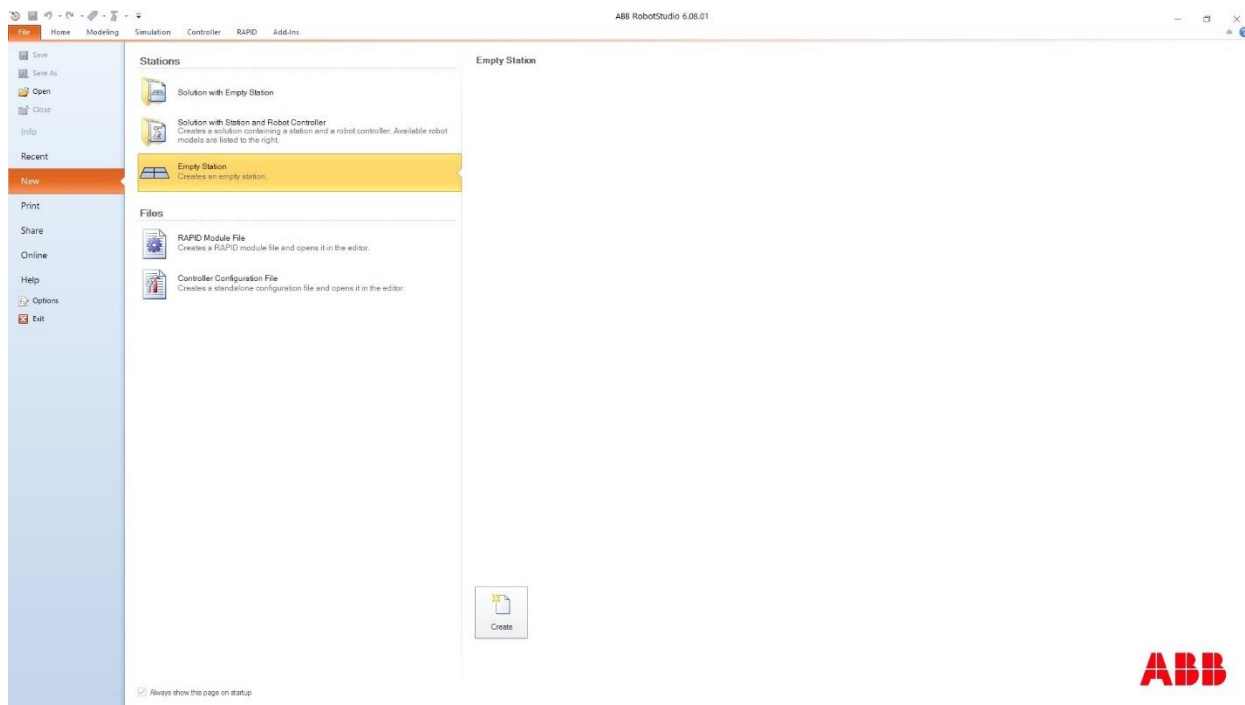 ABB RobotStudio 6.08.01
File Home Modeling Simulation Controller RAPID Add-Ins
Save
Save As
Open
Close
Info
Recent
New
Print
Share
Online
Help
Options
Exit
Stations
Solution with Empty Station
Solution with Station and Robot Controller
Creates a solution containing a station and a robot controller. Available robot
models are listed to the right.
Empty Station
Creates an empty station.
Files
RAPID Module File
Creates a RAPID module file and opens it in the editor.
Controller Configuration File
Creates a standalone configuration file and opens it in the editor.
Always show this page on startup
Empty Station
Create
ABB